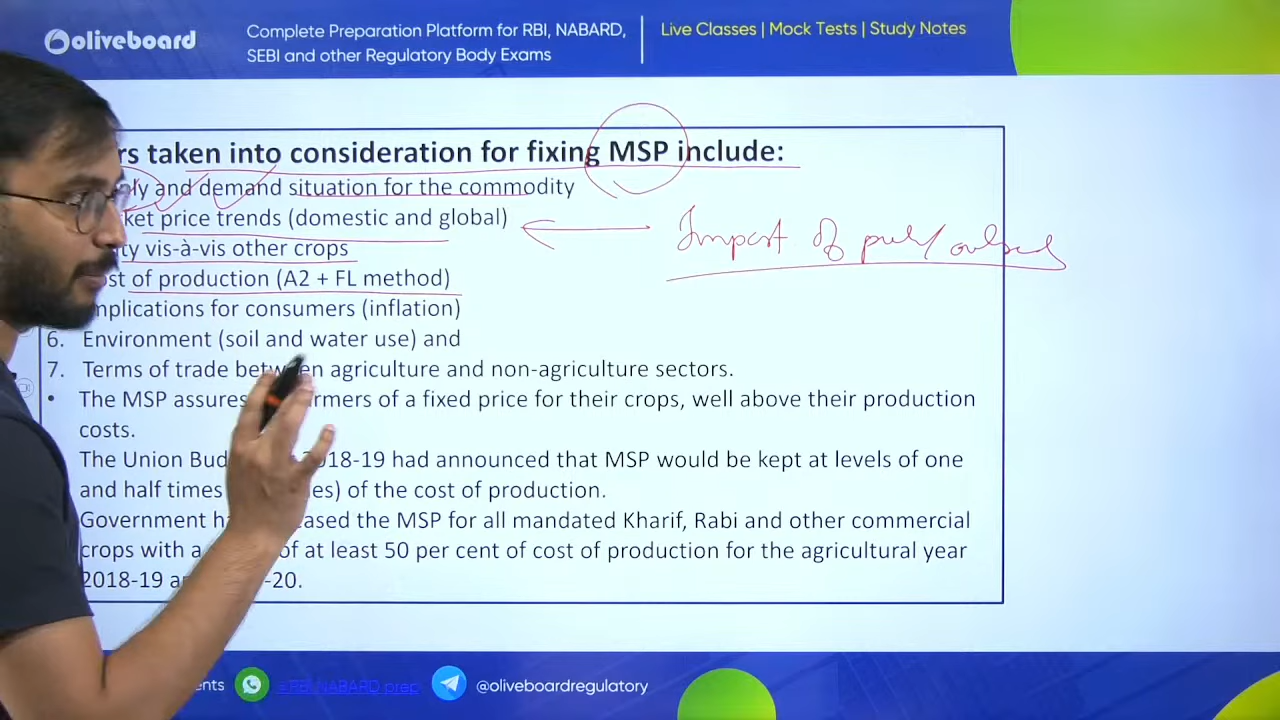 oliveboard
Complete Preparation Platform for RBI, NABARD,
SEBI and other Regulatory Body Exams
Live Classes | Mock Tests | Study Notes
rs taken into consideration for fixing MSP include:
ly and demand situation for the commodity
ket price trends (domestic and global)
ty vis-à-vis other crops
st of production (A2 + FL method)
mplications for consumers (inflation)
Import of pulses
6. Environment (soil and water use) and
7. Terms of trade between agriculture and non-agriculture sectors.
• The MSP assures rmers of a fixed price for their crops, well above their production
costs.
The Union Bud 2018-19 had announced that MSP would be kept at levels of one
and half times es) of the cost of production.
Government h eased the MSP for all mandated Kharif, Rabi and other commercial
crops with a of at least 50 per cent of cost of production for the agricultural year
2018-19 a -20.
nts
RBI NABARD prep
@oliveboardregulatory